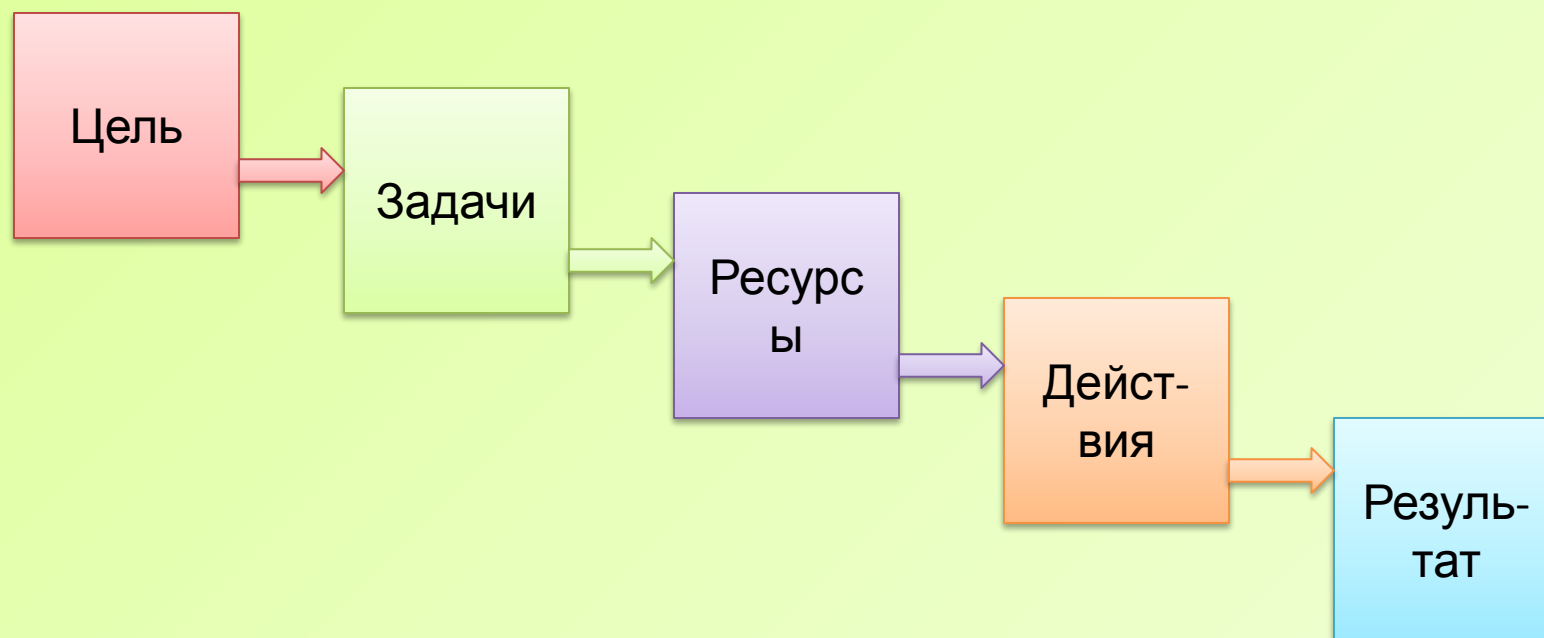 Цель
Задачи
Ресурс
ы
Дейст-
вия
Резуль-
тат